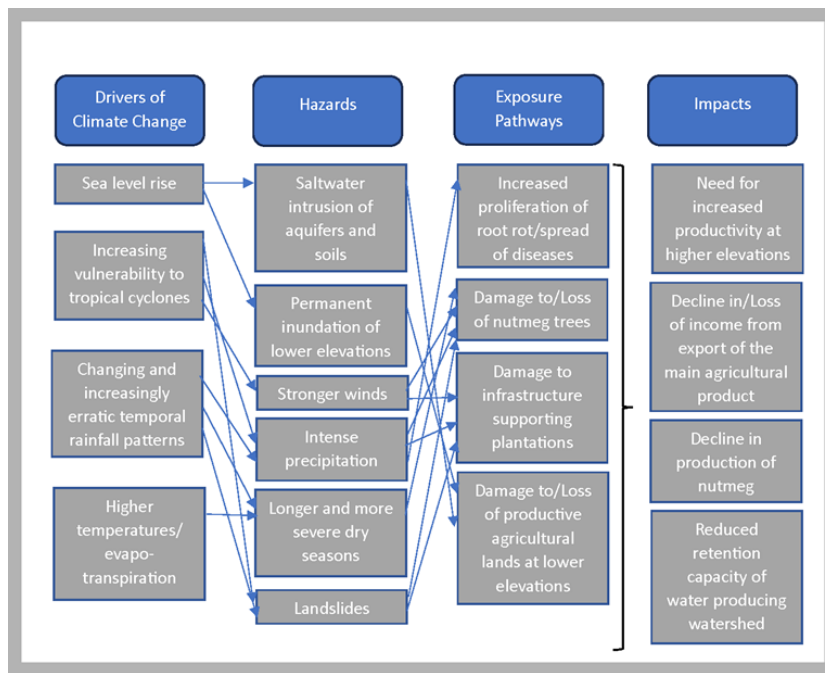 Drivers of
Climate Change
Hazards
Exposure
Pathways
Impacts
Sea level rise
Increasing
vulnerability to
tropical cyclones
Changing and
increasingly
erratic temporal
rainfall patterns
Higher
temperatures/
evapo-
transpiration
Saltwater
intrusion of
aquifers and
soils
Permanent
inundation of
lower elevations
Stronger winds
Intense
precipitation
Longer and more
severe dry
seasons
Landslides
Increased
proliferation of
root rot/spread
of diseases
Damage to/Loss
of nutmeg trees
Damage to
infrastructure
supporting
plantations
Damage to/Loss
of productive
agricultural
lands at lower
elevations
Need for
increased
productivity at
higher elevations
Decline in/Loss
of income from
export of the
main agricultural
product
Decline in
production of
nutmeg
Reduced
retention
capacity of
water producing
watershed